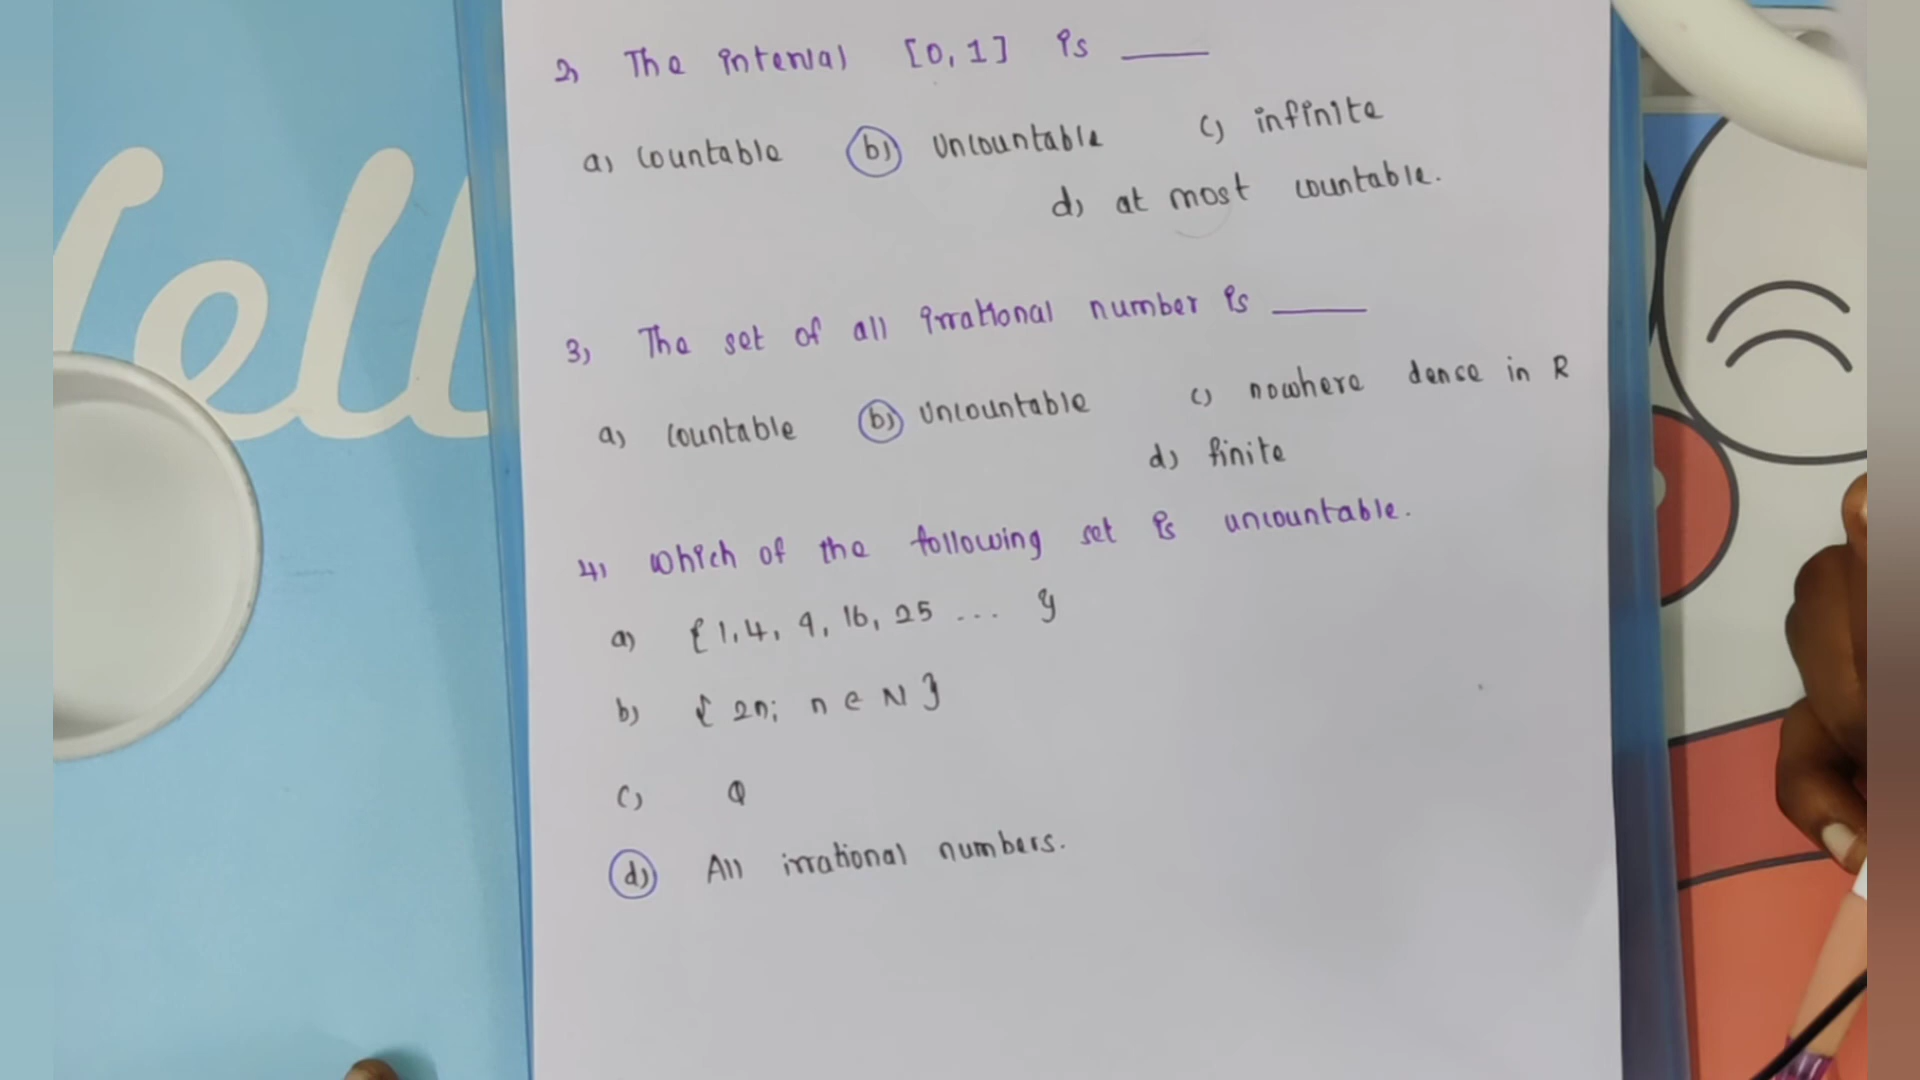 ell
2) The interval [0,1] is ____
a) Countable b) Uncountable c) infinite
d) at most countable.
3) The set of all irrational number is ____
a) Countable b) Uncountable c) nowhere dense in R
d) finite
4) Which of the following set is uncountable.
a) {1, 4, 9, 16, 25 ... }
b) { 2n; n ∈ N }
c) Q
d) All irrational numbers.